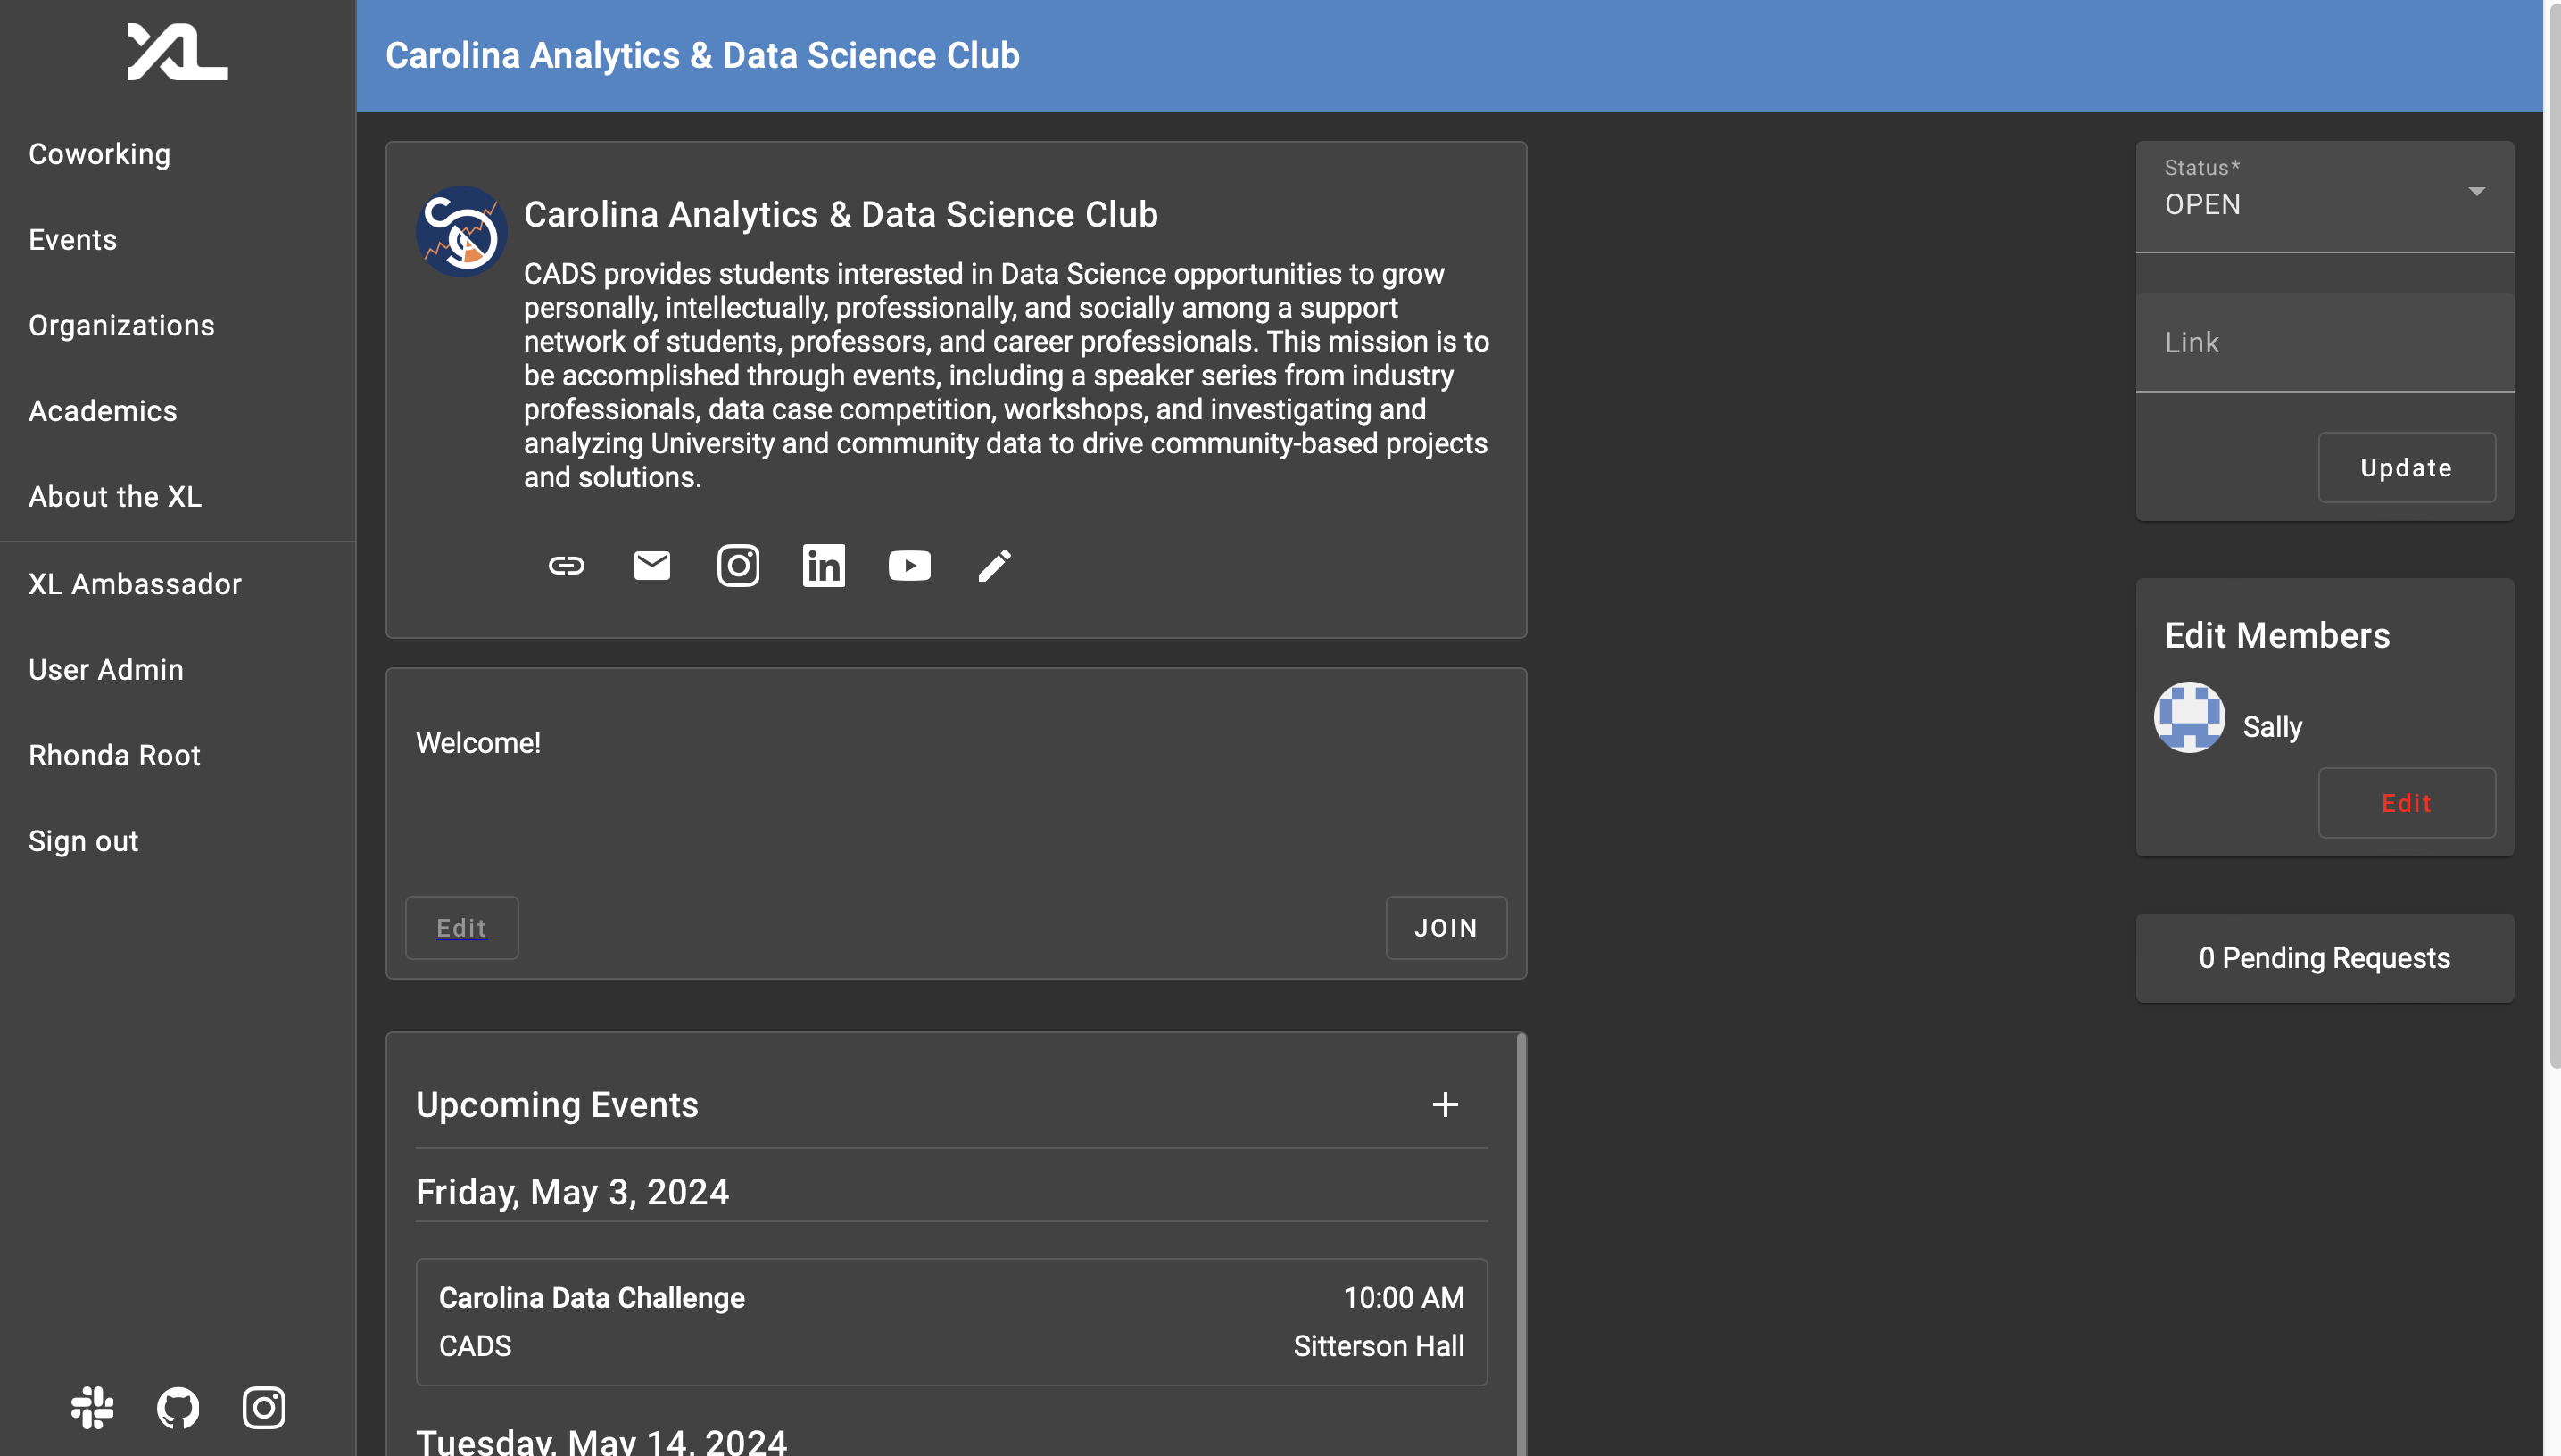 XL
Coworking
Events
Organizations
Academics
About the XL
XL Ambassador
User Admin
Rhonda Root
Sign out
Carolina Analytics & Data Science Club
Carolina Analytics & Data Science Club
CADS provides students interested in Data Science opportunities to grow
personally, intellectually, professionally, and socially among a support
network of students, professors, and career professionals. This mission is to
be accomplished through events, including a speaker series from industry
professionals, data case competition, workshops, and investigating and
analyzing University and community data to drive community-based projects
and solutions.
Welcome!
Edit
JOIN
Upcoming Events
Friday, May 3, 2024
Carolina Data Challenge 10:00 AM
CADS Sitterson Hall
Tuesday, May 14, 2024
Status*
OPEN
Link
Update
Edit Members
Sally
Edit
0 Pending Requests